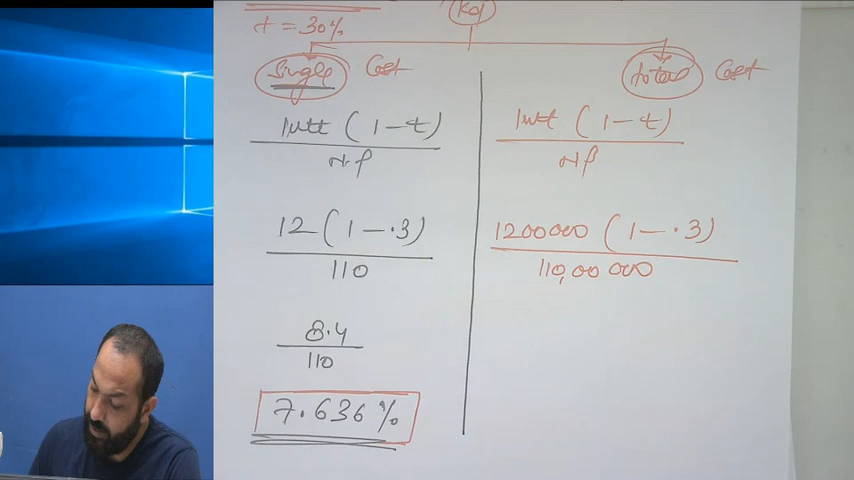 Kd
t = 30%
Single Cost
total Cost
Intt (1 - t)
NP
12 (1 - .3)
110
8.4
110
7.636 %
Int (1 - t)
NP
1200000 (1 - .3)
110,00 000